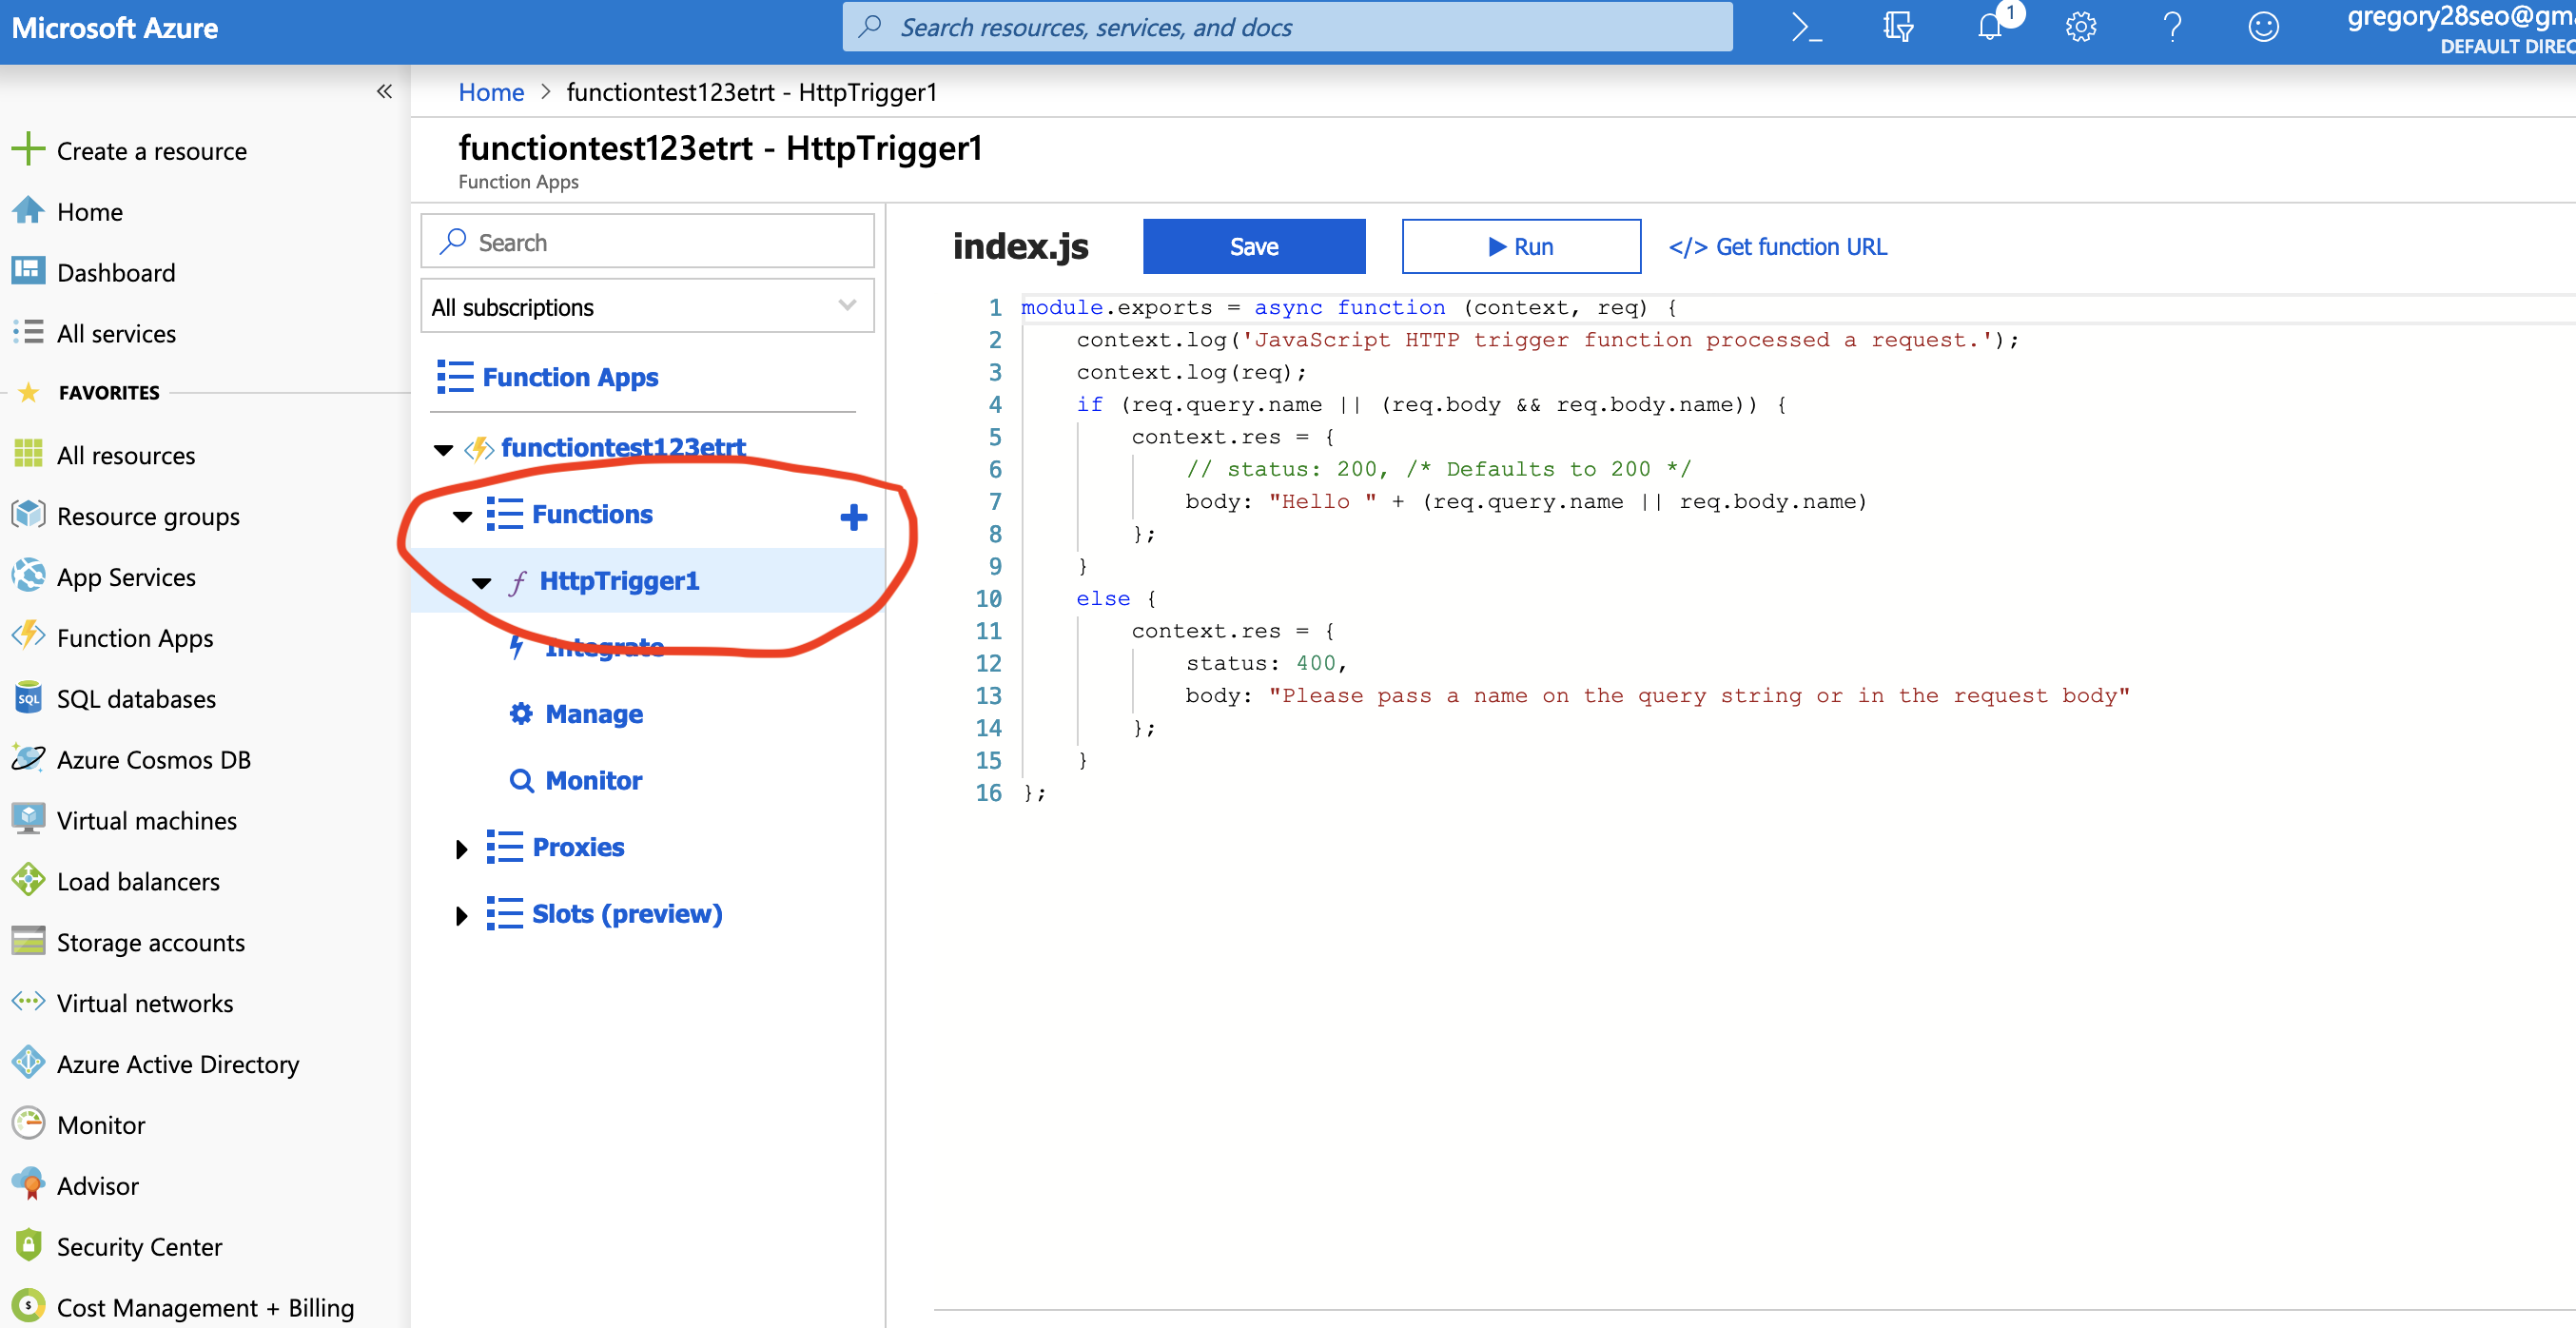 Microsoft Azure
Search resources, services, and docs
>_
1
?
gregory28seo@gm
DEFAULT DIREC
«
Home > functiontest123etrt - HttpTrigger1
functiontest123etrt - HttpTrigger1
Function Apps
Create a resource
Home
Dashboard
All services
FAVORITES
All resources
Resource groups
App Services
Function Apps
SQL databases
Azure Cosmos DB
Virtual machines
Load balancers
Storage accounts
Virtual networks
Azure Active Directory
Monitor
Advisor
Security Center
Cost Management + Billing
Search
All subscriptions
Function Apps
functiontest123etrt
Functions +
f HttpTrigger1
Integrate
Manage
Monitor
Proxies
Slots (preview)
index.js Save Run </> Get function URL
1 module.exports = async function (context, req) {
2 context.log('JavaScript HTTP trigger function processed a request.');
3 context.log(req);
4 if (req.query.name || (req.body && req.body.name)) {
5 context.res = {
6 // status: 200, /* Defaults to 200 */
7 body: "Hello " + (req.query.name || req.body.name)
8 };
9 }
10 else {
11 context.res = {
12 status: 400,
13 body: "Please pass a name on the query string or in the request body"
14 };
15 }
16 };